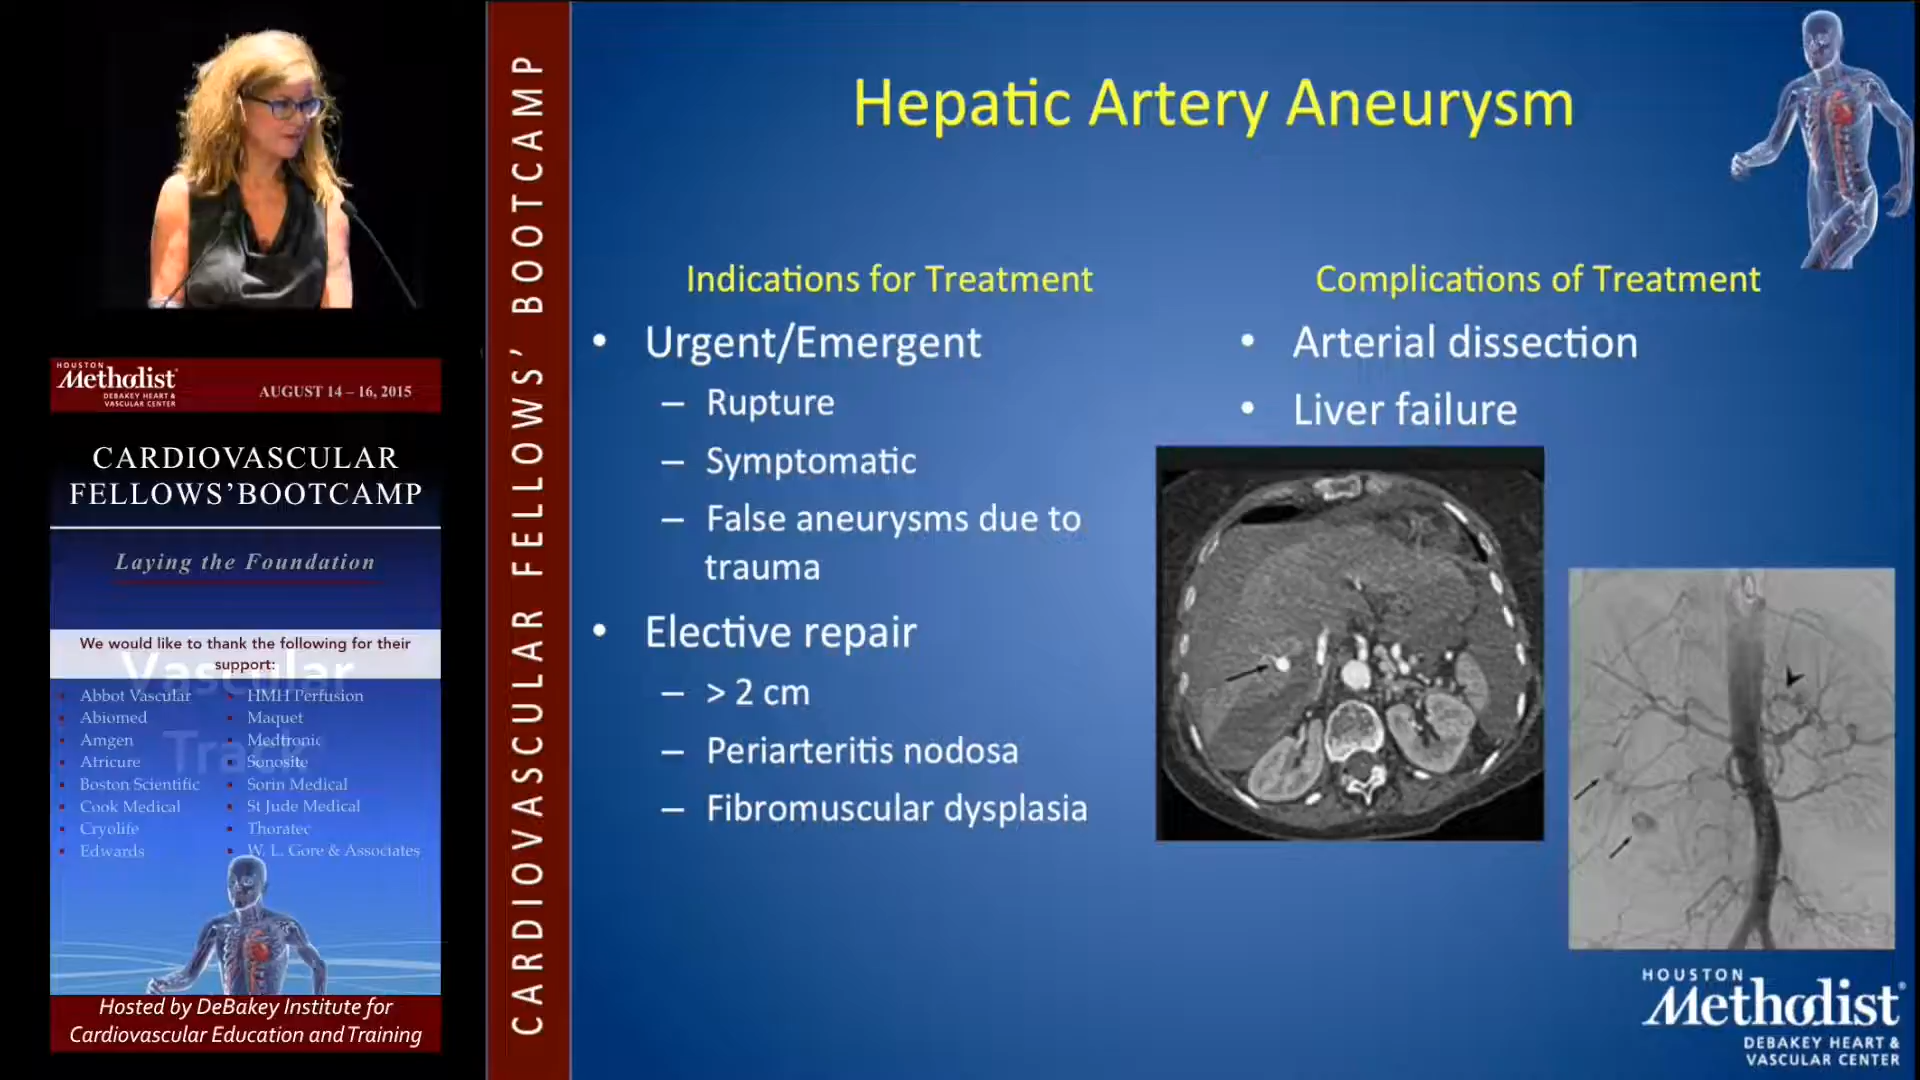 HOUSTON
Methodist
DEBAKEY HEART &
VASCULAR CENTER
AUGUST 14 – 16, 2015
CARDIOVASCULAR
FELLOWS’BOOTCAMP
Laying the Foundation
We would like to thank the following for their
support:
Vascular
Track
▪ Abbot Vascular
▪ Abiomed
▪ Amgen
▪ Atricure
▪ Boston Scientific
▪ Cook Medical
▪ Cryolife
▪ Edwards
▪ HMH Perfusion
▪ Maquet
▪ Medtronic
▪ Sonosite
▪ Sorin Medical
▪ St Jude Medical
▪ Thoratec
▪ W. L. Gore & Associates
Hosted by DeBakey Institute for
Cardiovascular Education and Training
CARDIOVASCULAR FELLOWS’ BOOTCAMP
Hepatic Artery Aneurysm
Indications for Treatment
• Urgent/Emergent
– Rupture
– Symptomatic
– False aneurysms due to
trauma
• Elective repair
– > 2 cm
– Periarteritis nodosa
– Fibromuscular dysplasia
Complications of Treatment
• Arterial dissection
• Liver failure
HOUSTON
Methodist®
DEBAKEY HEART &
VASCULAR CENTER